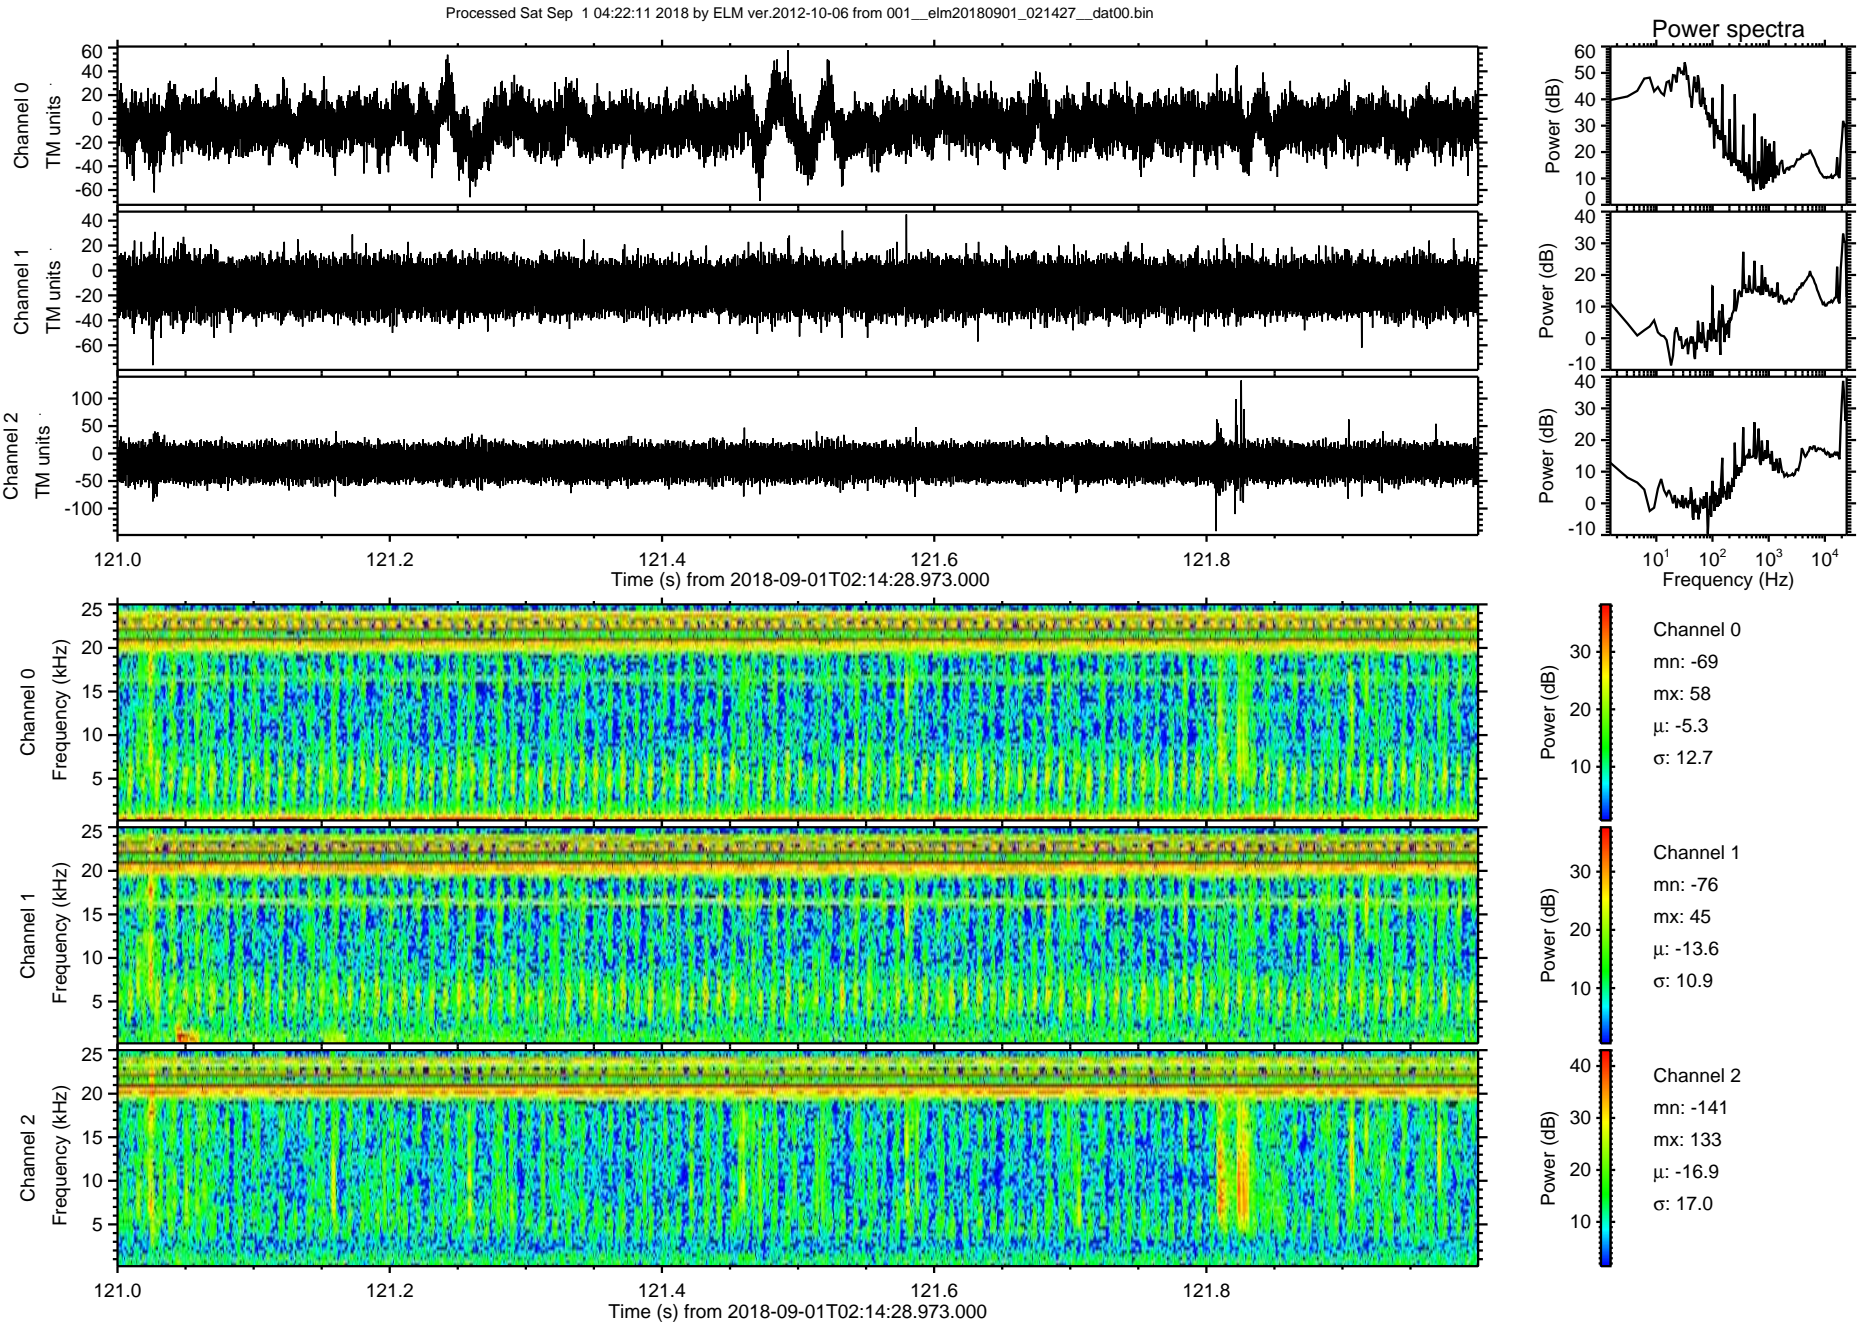 Processed Sat Sep 1 04:22:11 2018 by ELM ver.2012-10-06 from 001__elm20180901_021427__dat00.bin
Power spectra
Channel 0
TM units
60
40
20
0
-20
-40
-60
Power (dB)
60
50
40
30
20
10
0
Channel 1
TM units
40
20
0
-20
-40
-60
Power (dB)
40
30
20
10
0
-10
Channel 2
TM units
100
50
0
-50
-100
Power (dB)
40
30
20
10
0
-10
121.0 121.2 121.4 121.6 121.8
Time (s) from 2018-09-01T02:14:28.973.000
10^1 10^2 10^3 10^4
Frequency (Hz)
Channel 0
Frequency (kHz)
25
20
15
10
5
Power (dB)
30
20
10
Channel 0
mn: -69
mx: 58
μ: -5.3
σ: 12.7
Channel 1
Frequency (kHz)
25
20
15
10
5
Power (dB)
30
20
10
Channel 1
mn: -76
mx: 45
μ: -13.6
σ: 10.9
Channel 2
Frequency (kHz)
25
20
15
10
5
Power (dB)
40
30
20
10
Channel 2
mn: -141
mx: 133
μ: -16.9
σ: 17.0
121.0 121.2 121.4 121.6 121.8
Time (s) from 2018-09-01T02:14:28.973.000